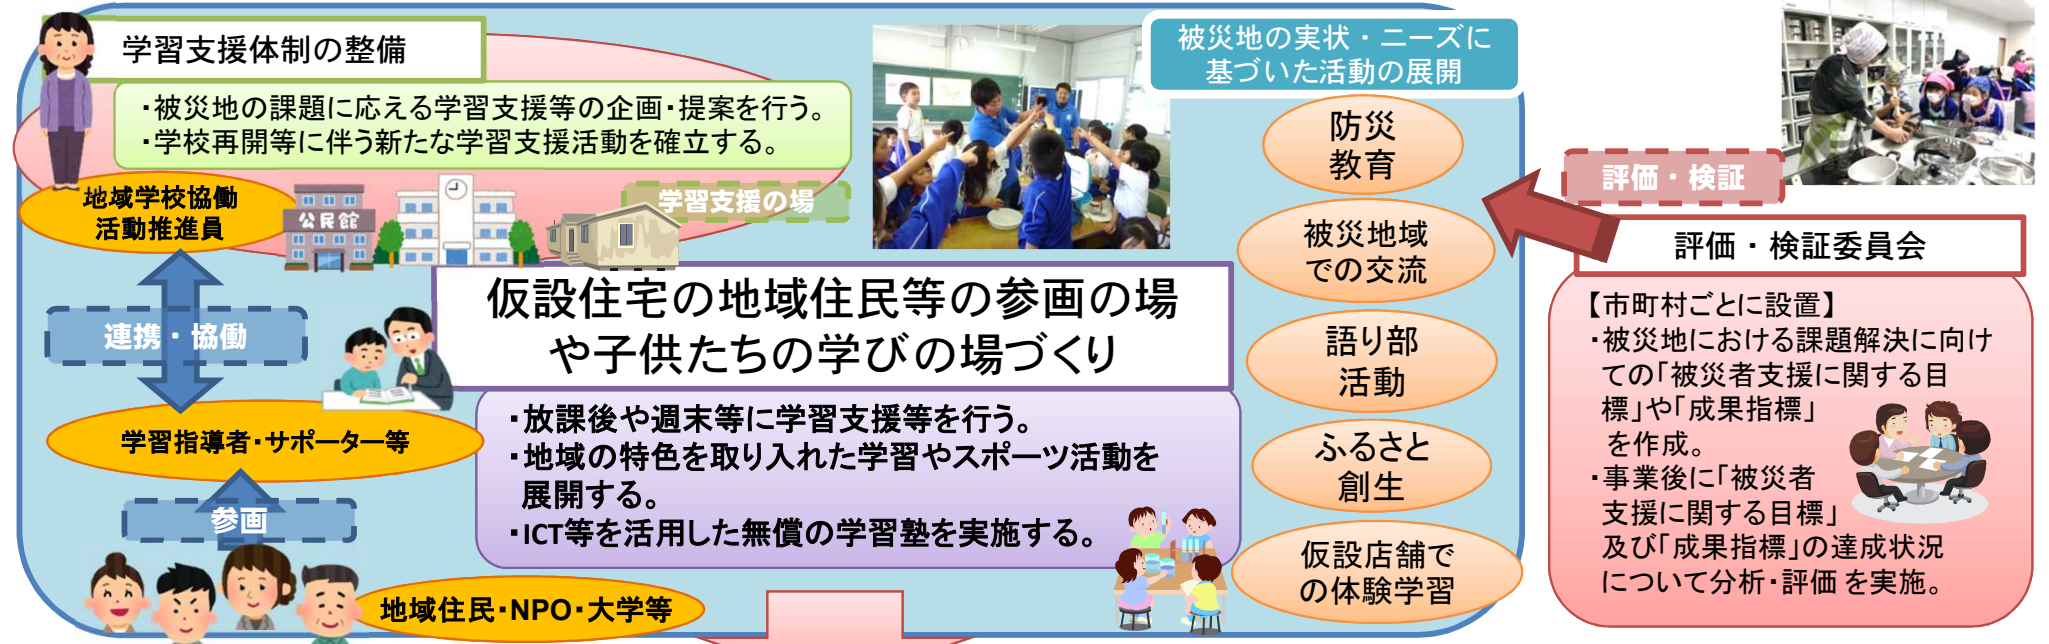 学習支援体制の整備
・被災地の課題に応える学習支援等の企画・提案を行う。
・学校再開等に伴う新たな学習支援活動を確立する。
地域学校協働
活動推進員
公民館
学習支援の場
連携・協働
学習指導者・サポーター等
参画
地域住民・NPO・大学等
仮設住宅の地域住民等の参画の場
や子供たちの学びの場づくり
・放課後や週末等に学習支援等を行う。
・地域の特色を取り入れた学習やスポーツ活動を
展開する。
・ICT等を活用した無償の学習塾を実施する。
被災地の実状・ニーズに
基づいた活動の展開
防災
教育
被災地域
での交流
語り部
活動
ふるさと
創生
仮設店舗で
の体験学習
評価・検証
評価・検証委員会
【市町村ごとに設置】
・被災地における課題解決に向け
ての「被災者支援に関する目
標」や「成果指標」
を作成。
・事業後に「被災者
支援に関する目標」
及び「成果指標」の達成状況
について分析・評価を実施。